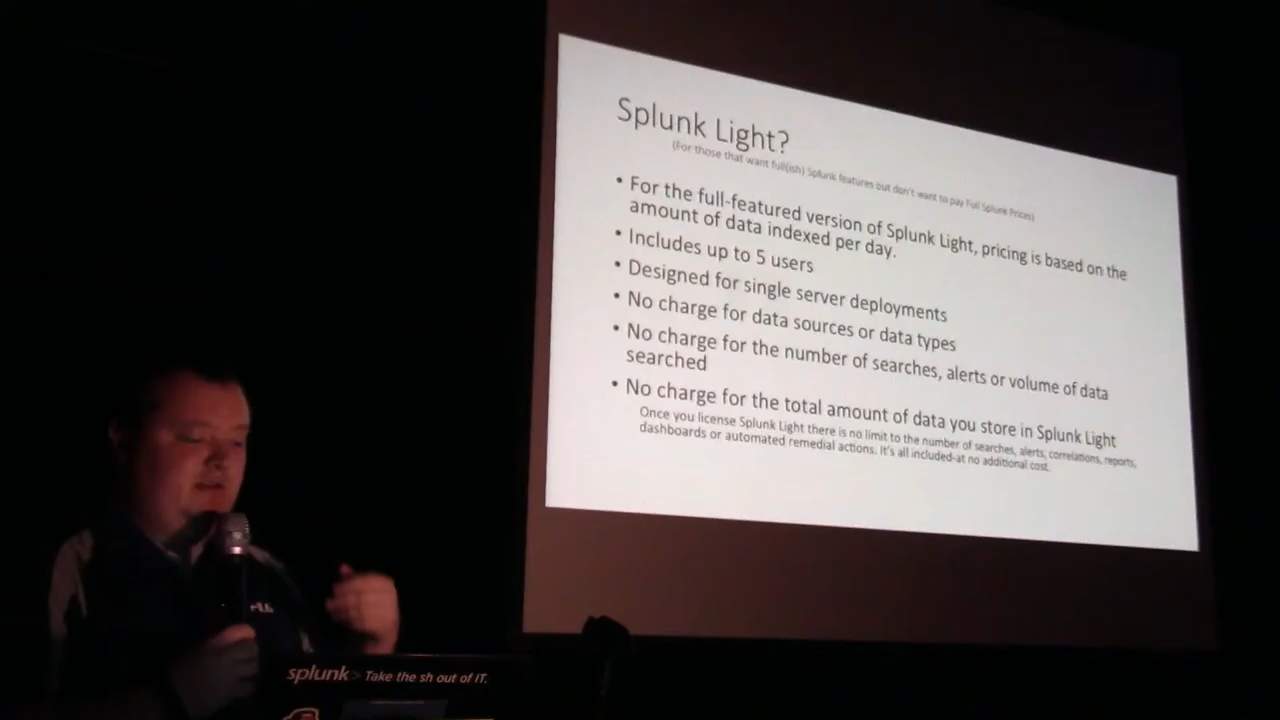 Splunk Light?
(For those that want full(ish) Splunk features but don't want to pay Full Splunk Prices)
• For the full-featured version of Splunk Light, pricing is based on the
amount of data indexed per day.
• Includes up to 5 users
• Designed for single server deployments
• No charge for data sources or data types
• No charge for the number of searches, alerts or volume of data
searched
• No charge for the total amount of data you store in Splunk Light
Once you license Splunk Light there is no limit to the number of searches, alerts, correlations, reports,
dashboards or automated remedial actions. It's all included-at no additional cost.
splunk> Take the sh out of IT.